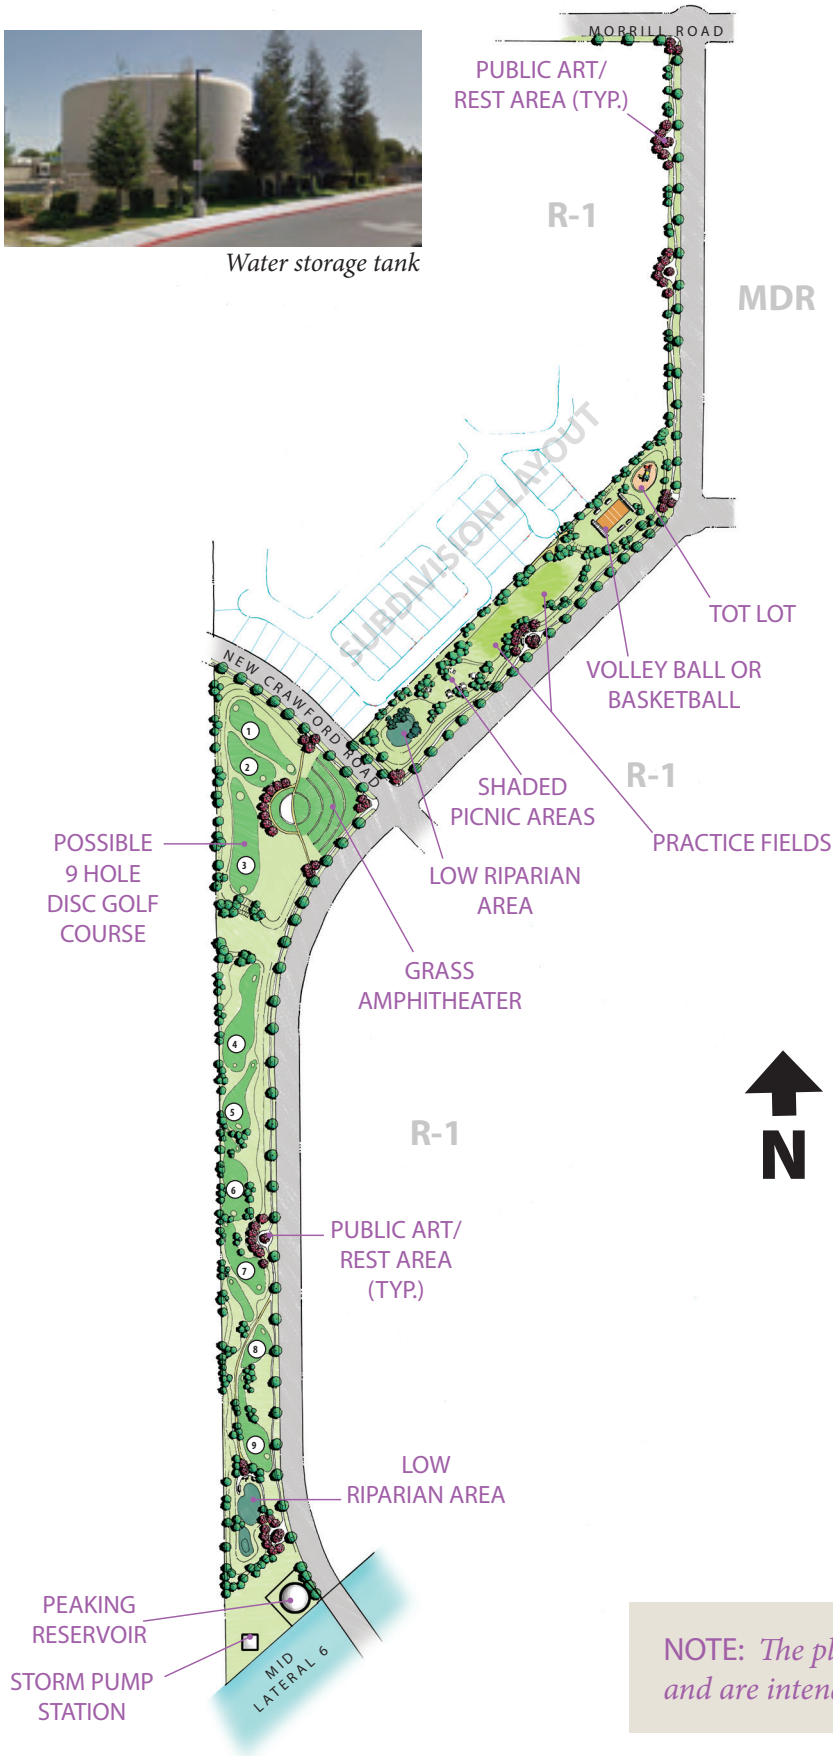 MORRILL ROAD
PUBLIC ART/
REST AREA (TYP.)
R-1
MDR
Water storage tank
SUBDIVISION LAYOUT
TOT LOT
VOLLEY BALL OR
BASKETBALL
NEW CRAWFORD ROAD
R-1
SHADED
PICNIC AREAS
PRACTICE FIELDS
1
2
3
POSSIBLE
9 HOLE
DISC GOLF
COURSE
LOW RIPARIAN
AREA
GRASS
AMPHITHEATER
4
5
6
7
8
9
R-1
N
PUBLIC ART/
REST AREA
(TYP.)
LOW
RIPARIAN AREA
PEAKING
RESERVOIR
STORM PUMP
STATION
MID
LATERAL 6
NOTE: The pl
and are intend